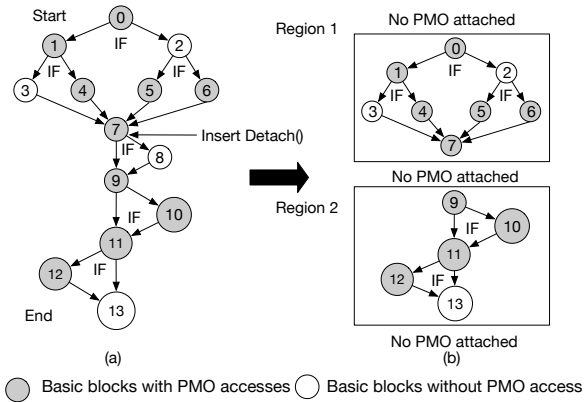 Start
0
IF
1
2
IF
IF
3
4
5
6
7
Insert Detach()
IF
8
9
10
IF
11
12
IF
13
End
(a)
No PMO attached
Region 1
0
IF
1
2
IF
IF
3
4
5
6
7
No PMO attached
Region 2
9
10
IF
11
12
IF
13
No PMO attached
(b)
Basic blocks with PMO accesses
Basic blocks without PMO access